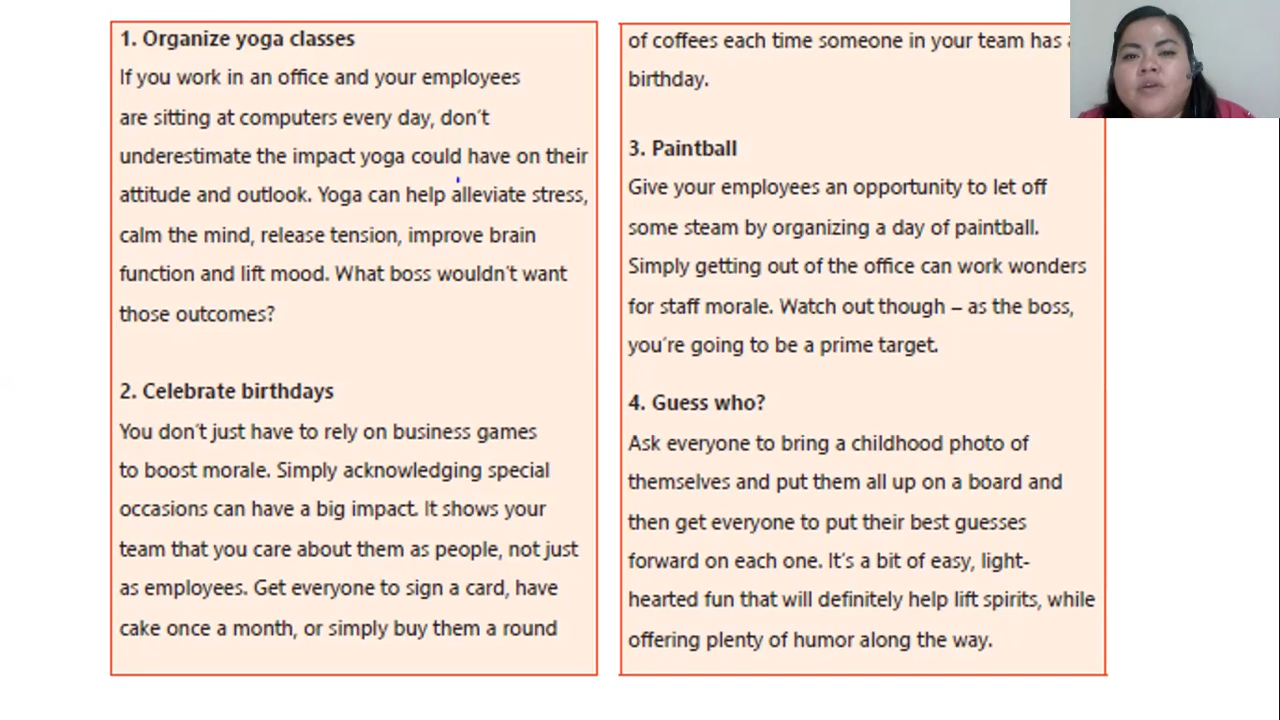 1. Organize yoga classes
If you work in an office and your employees
are sitting at computers every day, don't
underestimate the impact yoga could have on their
attitude and outlook. Yoga can help alleviate stress,
calm the mind, release tension, improve brain
function and lift mood. What boss wouldn't want
those outcomes?
2. Celebrate birthdays
You don't just have to rely on business games
to boost morale. Simply acknowledging special
occasions can have a big impact. It shows your
team that you care about them as people, not just
as employees. Get everyone to sign a card, have
cake once a month, or simply buy them a round
of coffees each time someone in your team has a
birthday.
3. Paintball
Give your employees an opportunity to let off
some steam by organizing a day of paintball.
Simply getting out of the office can work wonders
for staff morale. Watch out though – as the boss,
you're going to be a prime target.
4. Guess who?
Ask everyone to bring a childhood photo of
themselves and put them all up on a board and
then get everyone to put their best guesses
forward on each one. It's a bit of easy, light-
hearted fun that will definitely help lift spirits, while
offering plenty of humor along the way.